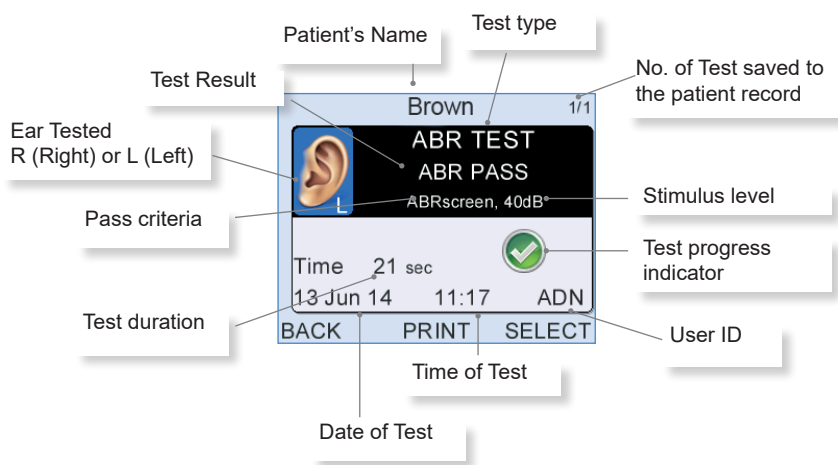 Test type
Patient's Name
No. of Test saved to
the patient record
Test Result
Ear Tested
R (Right) or L (Left)
Pass criteria
Brown 1/1
ABR TEST
ABR PASS
ABRscreen, 40dB
L
Stimulus level
Test progress
indicator
Time 21 sec
13 Jun 14 11:17 ADN
BACK PRINT SELECT
Test duration
User ID
Time of Test
Date of Test